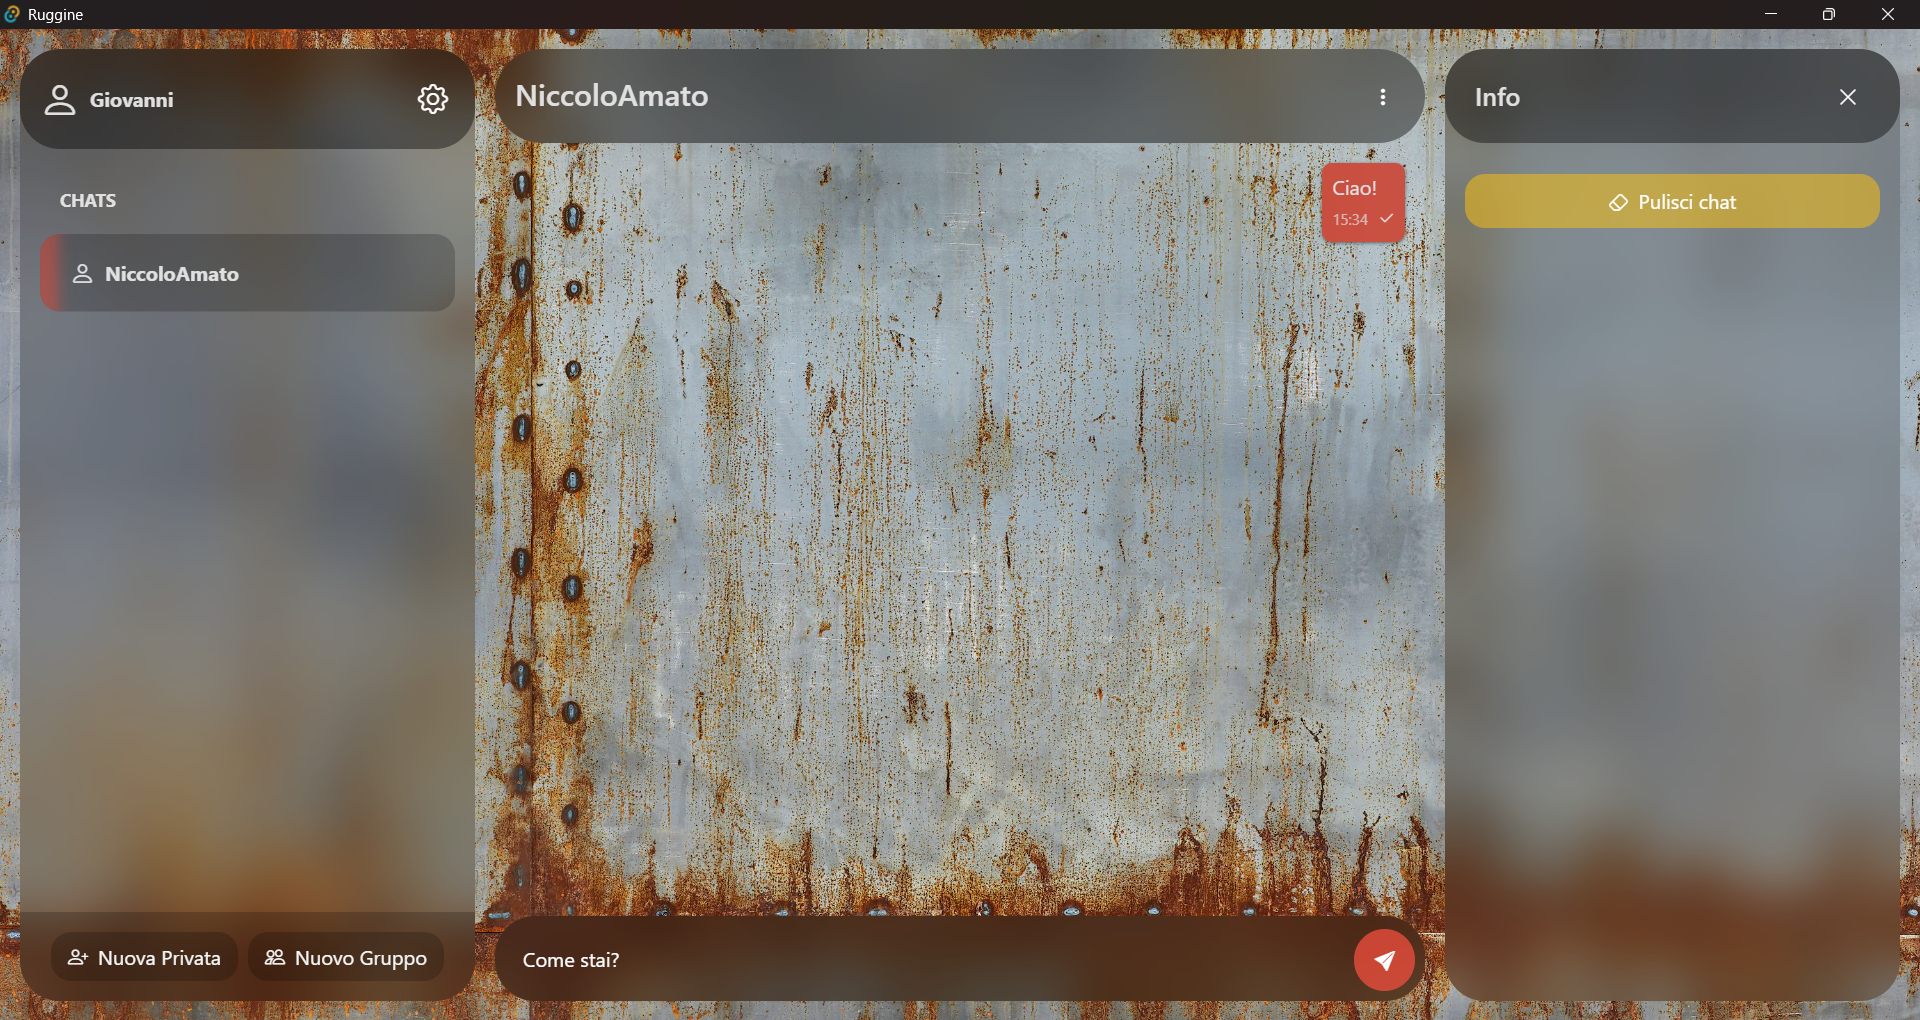 Ruggine
Giovanni
CHATS
NiccoloAmato
Nuova Privata
Nuovo Gruppo
NiccoloAmato
Ciao!
15:34
Come stai?
Info
Pulisci chat